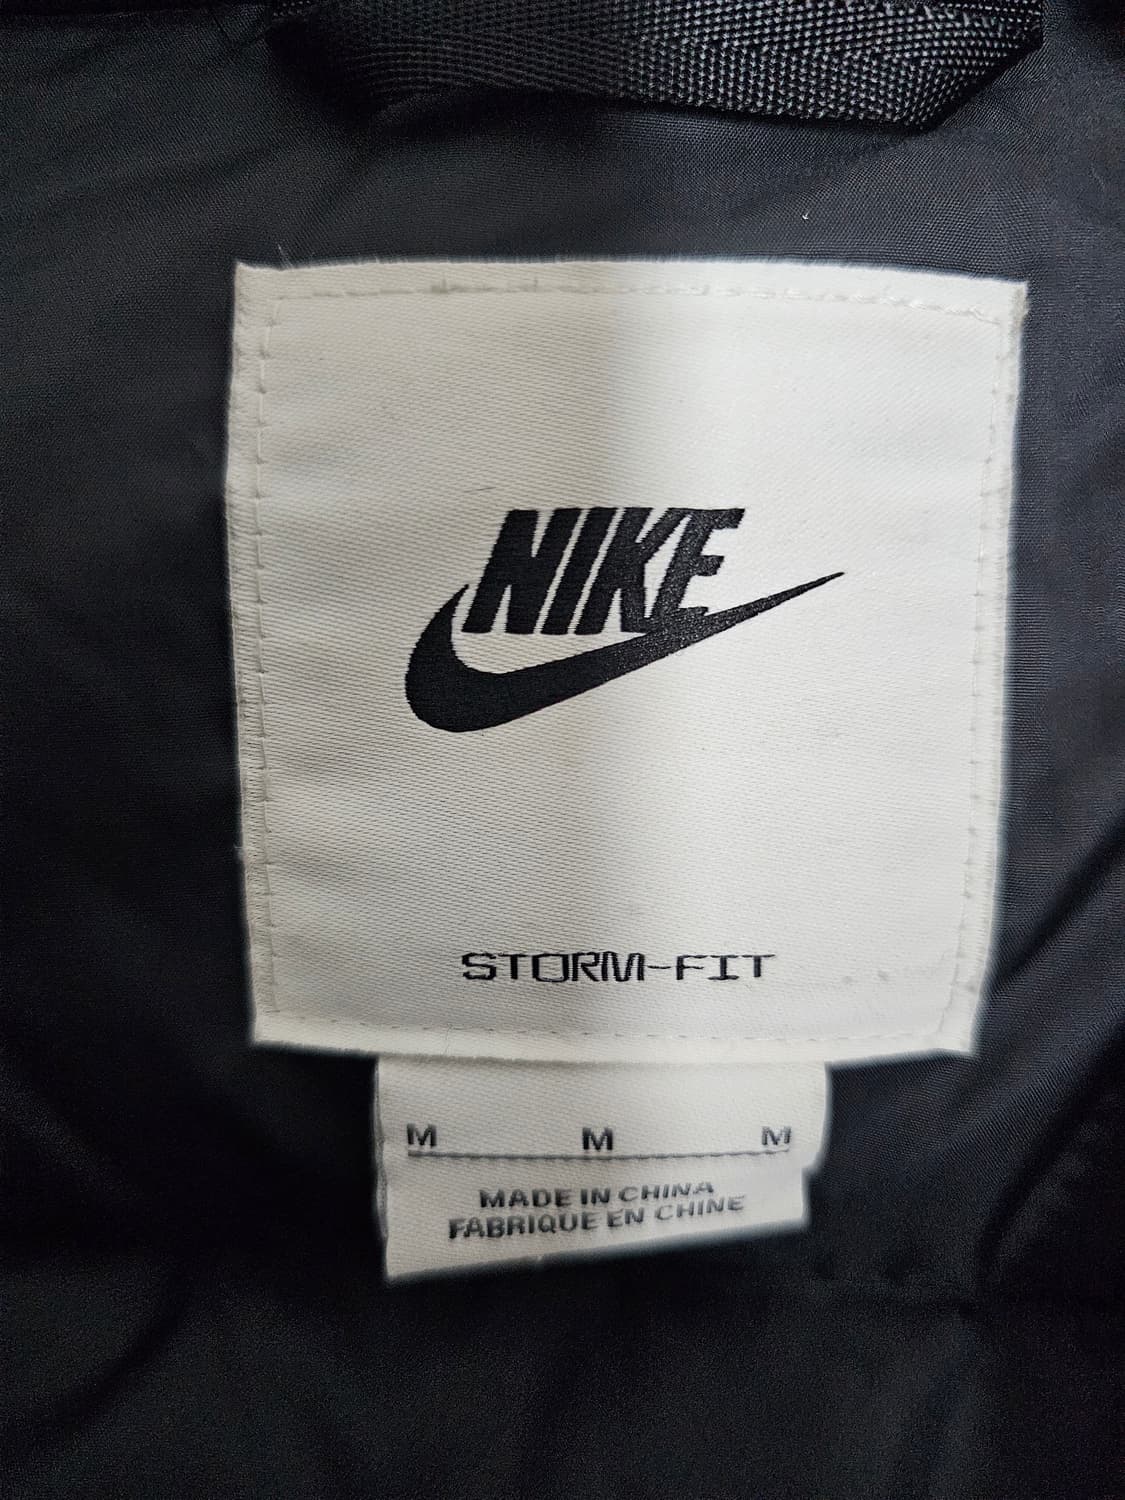 NIKE
STORM-FIT
M M M
MADE IN CHINA
FABRIQUE EN CHINE